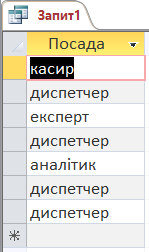 Запит1
Посада
касир
диспетчер
експерт
диспетчер
аналітик
диспетчер
диспетчер